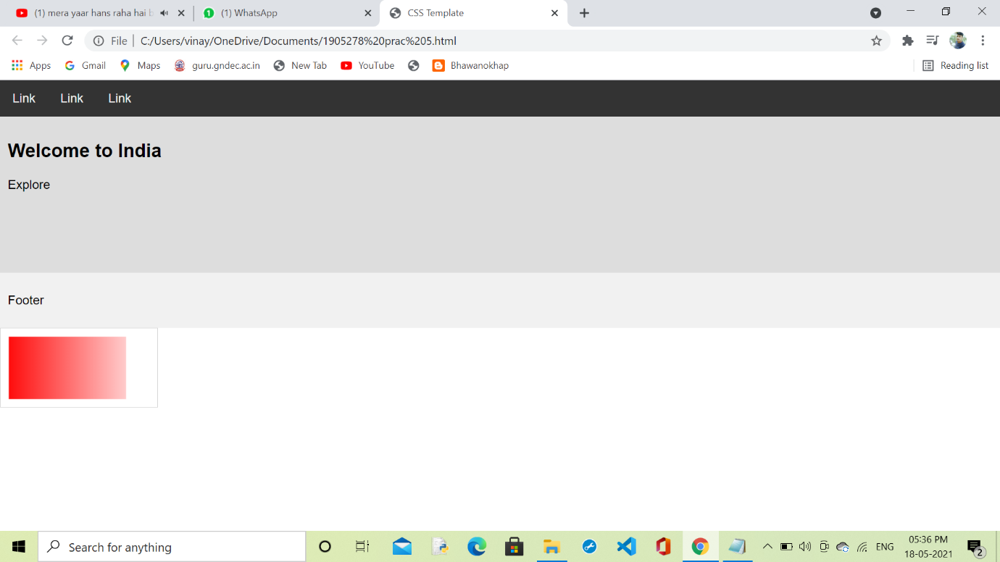 (1) mera yaar hans raha hai
(1) WhatsApp
CSS Template
File
C:/Users/vinay/OneDrive/Documents/1905278%20prac%205.html
Apps
Gmail
Maps
guru.gndec.ac.in
New Tab
YouTube
Bhawanokhap
Reading list
Link Link Link
Welcome to India
Explore
Footer
Search for anything
ENG
05:36 PM
18-05-2021
2